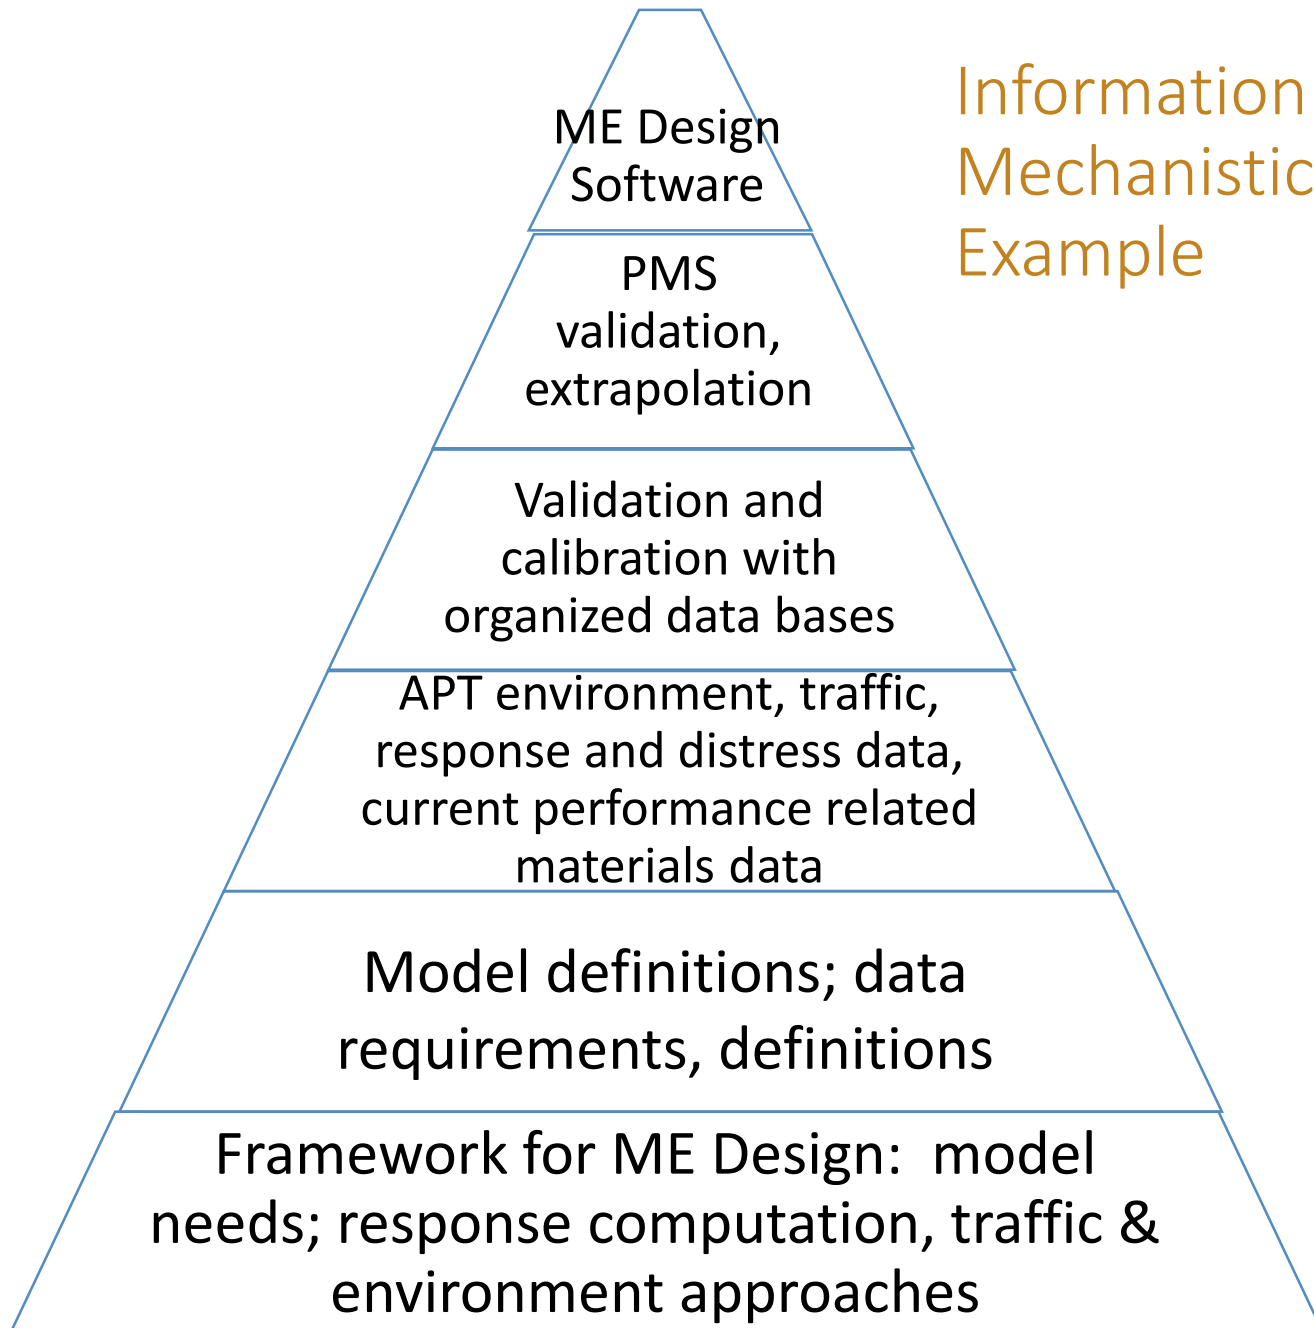 Information
Mechanistic
Example
ME Design
Software
PMS
validation,
extrapolation
Validation and
calibration with
organized data bases
APT environment, traffic,
response and distress data,
current performance related
materials data
Model definitions; data
requirements, definitions
Framework for ME Design:  model
needs; response computation, traffic &
environment approaches